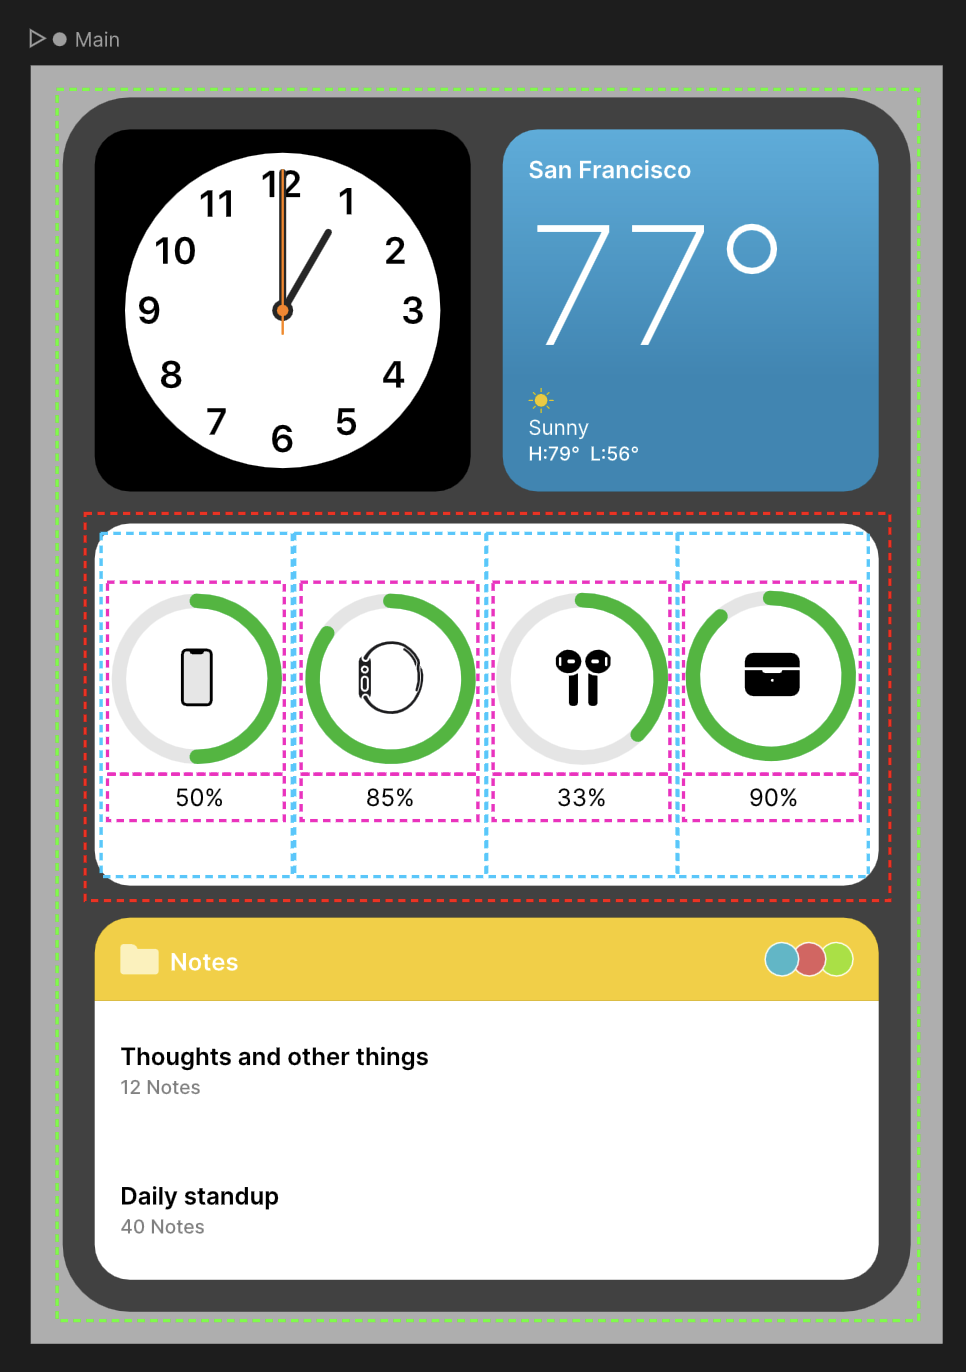 Main
12
1
2
3
4
5
6
7
8
9
10
11
San Francisco
77°
Sunny
H:79° L:56°
50%
85%
33%
90%
Notes
Thoughts and other things
12 Notes
Daily standup
40 Notes